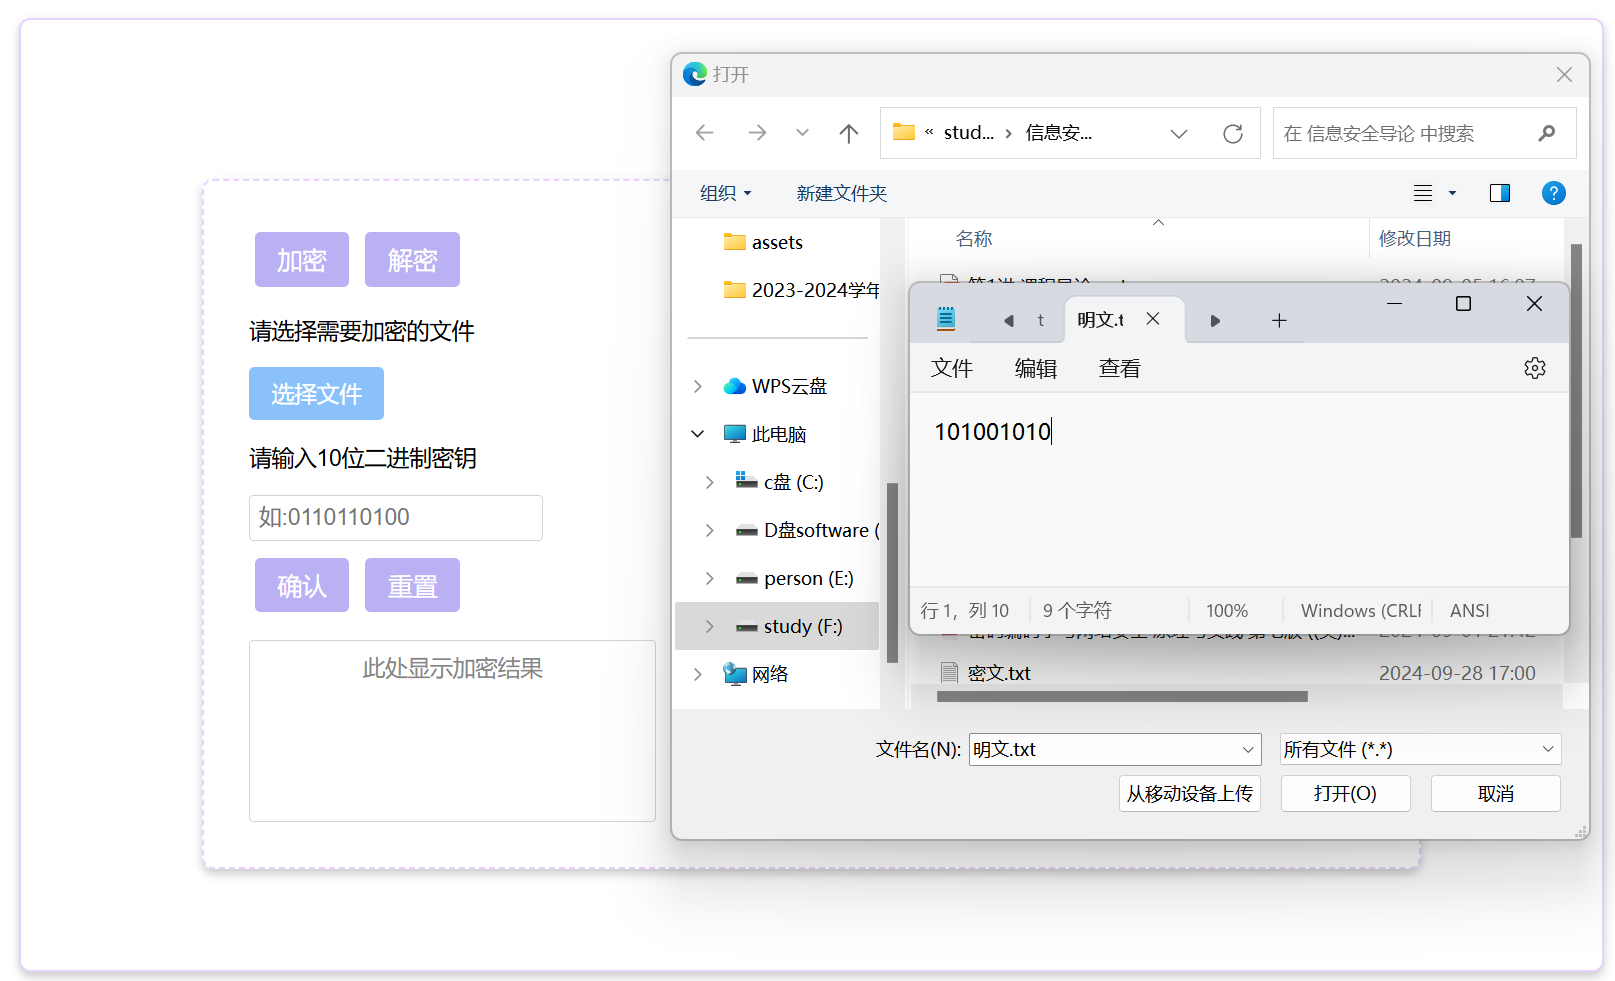 打开
« stud... › 信息安...
在 信息安全导论 中搜索
组织
新建文件夹
assets
2023-2024学年
WPS云盘
此电脑
c盘 (C:)
D盘software (
person (E:)
study (F:)
网络
名称
修改日期
t
明文.t
文件
编辑
查看
101001010
行 1，列 10
9 个字符
100%
Windows (CRLF
ANSI
密文.txt
2024-09-28 17:00
文件名(N):
明文.txt
所有文件 (*.*)
从移动设备上传
打开(O)
取消
加密
解密
请选择需要加密的文件
选择文件
请输入10位二进制密钥
如:0110110100
确认
重置
此处显示加密结果